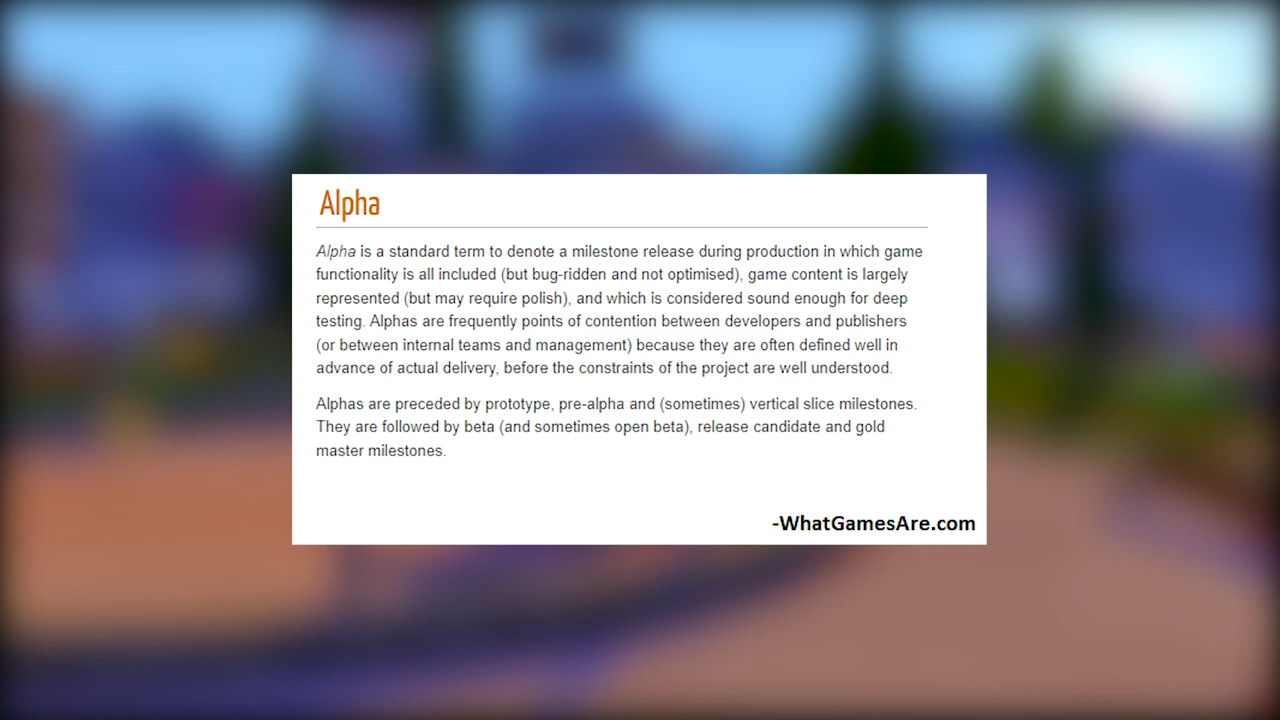 Alpha
Alpha is a standard term to denote a milestone release during production in which game
functionality is all included (but bug-ridden and not optimised), game content is largely
represented (but may require polish), and which is considered sound enough for deep
testing. Alphas are frequently points of contention between developers and publishers
(or between internal teams and management) because they are often defined well in
advance of actual delivery, before the constraints of the project are well understood.
Alphas are preceded by prototype, pre-alpha and (sometimes) vertical slice milestones.
They are followed by beta (and sometimes open beta), release candidate and gold
master milestones.
-WhatGamesAre.com